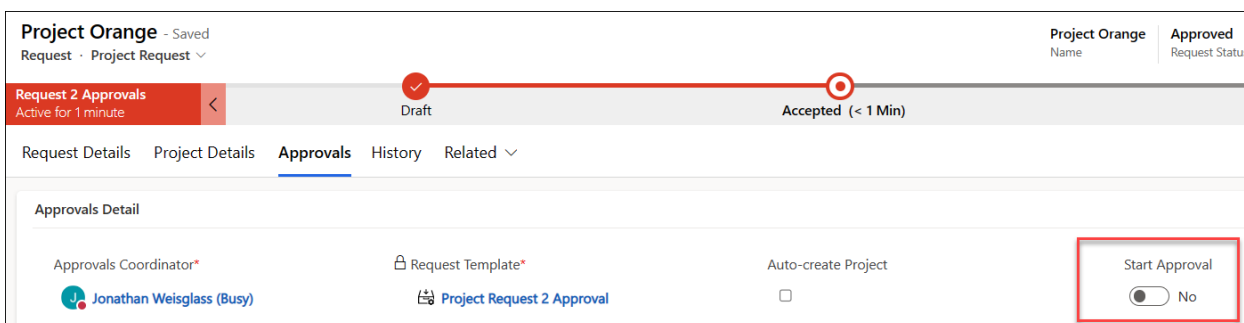 Project Orange - Saved
Request · Project Request
Project Orange
Name
Approved
Request Statu
Request 2 Approvals
Active for 1 minute
Draft
Accepted (< 1 Min)
Request Details Project Details Approvals History Related
Approvals Detail
Approvals Coordinator*
Request Template*
Auto-create Project
Start Approval
J
Jonathan Weisglass (Busy)
Project Request 2 Approval
No